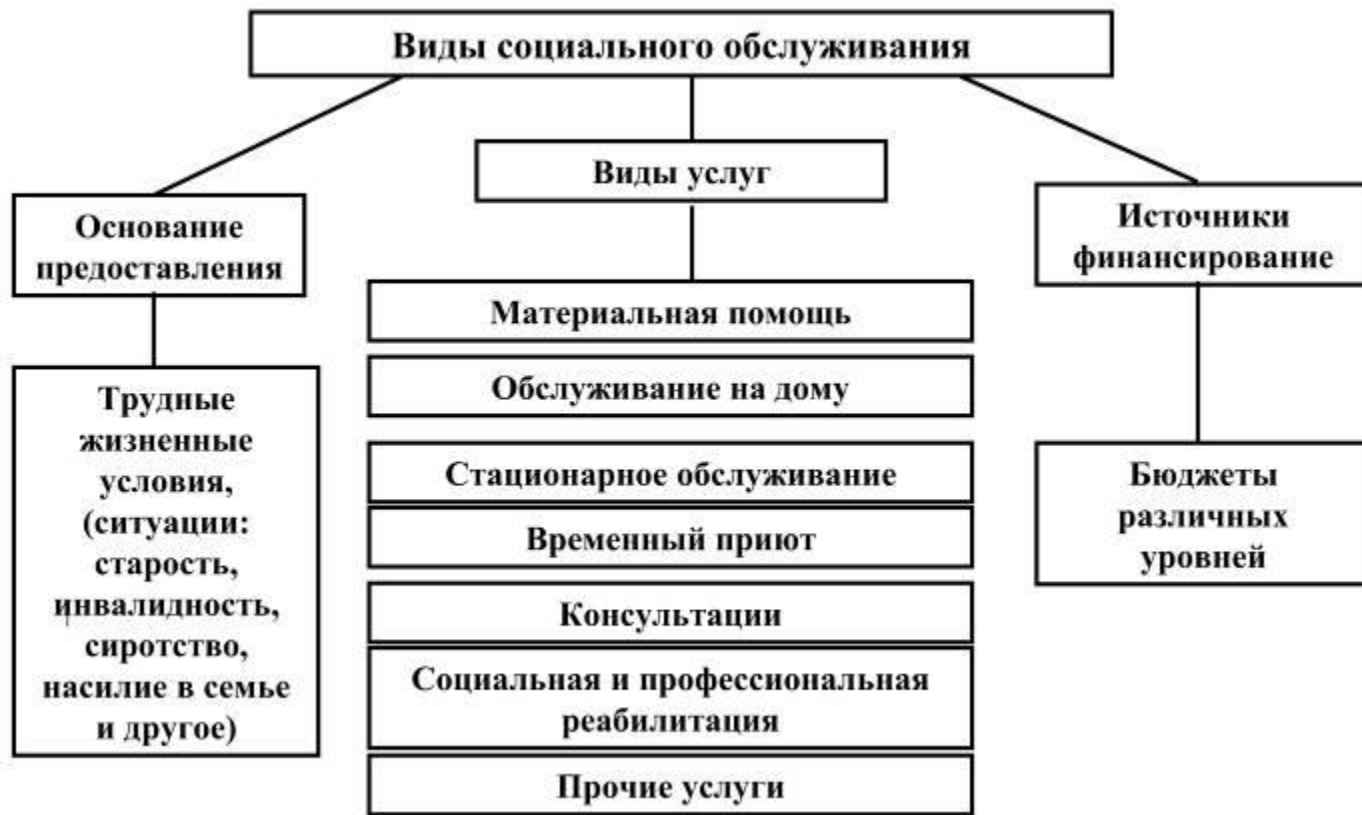 Виды социального обслуживания
Виды услуг
Основание
предоставления
Источники
финансирование
Трудные
жизненные
условия,
(ситуации:
старость,
инвалидность,
сиротство,
насилие в семье
и другое)
Материальная помощь
Обслуживание на дому
Стационарное обслуживание
Временный приют
Консультации
Социальная и профессиональная
реабилитация
Прочие услуги
Бюджеты
различных
уровней